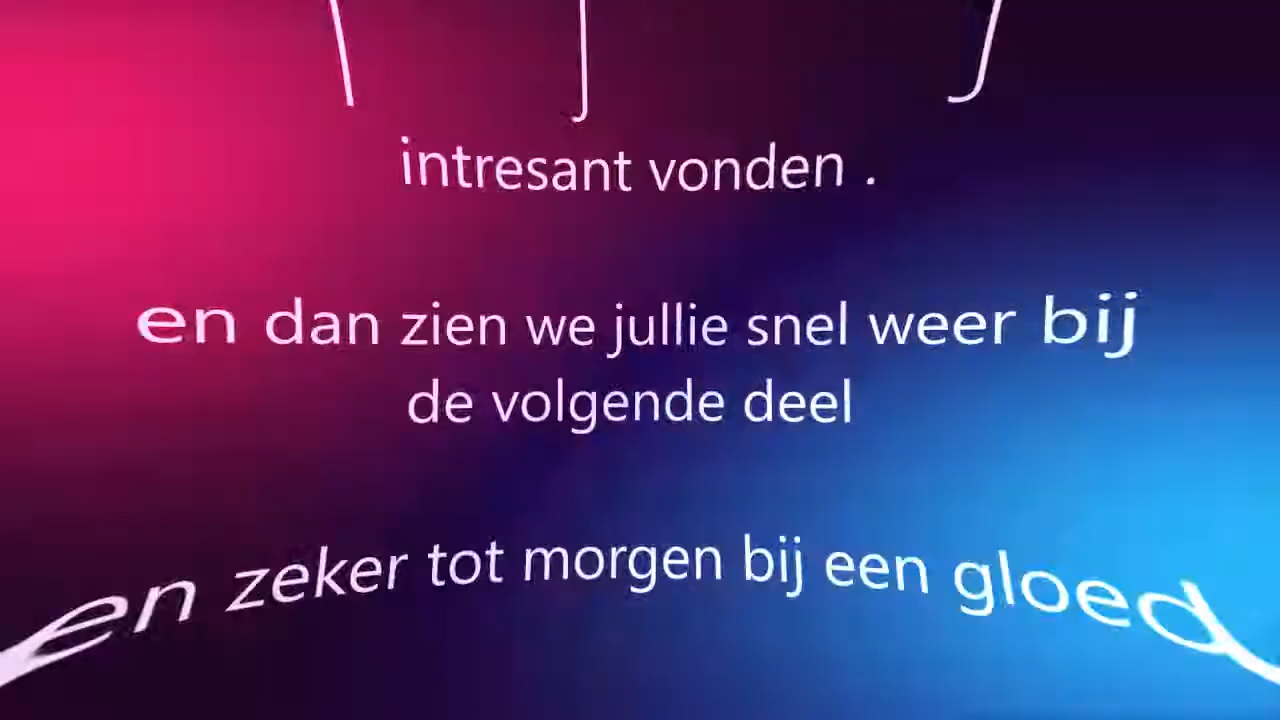 intresant vonden .
en dan zien we jullie snel weer bij
de volgende deel
en zeker tot morgen bij een gloed